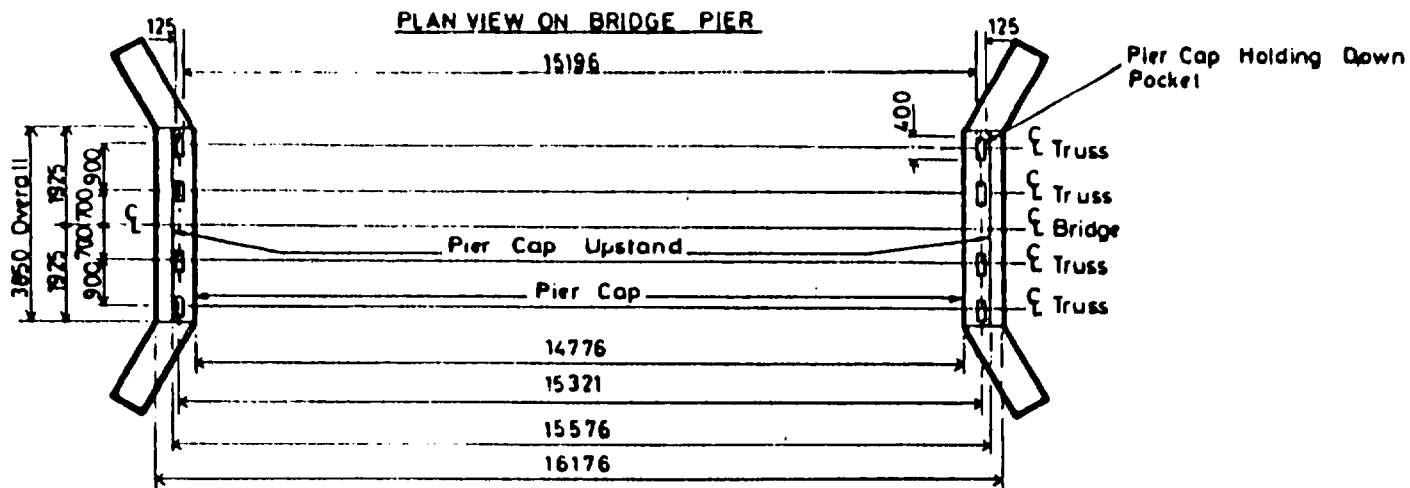 PLAN VIEW ON BRIDGE PIER
125
125
15196
Pier Cap Holding Down
Pocket
400
3850 Overall
1925
1925
900
700
700
900
℄
℄ Truss
℄ Truss
℄ Bridge
℄ Truss
℄ Truss
Pier Cap Upstand
Pier Cap
14776
15321
15576
16176